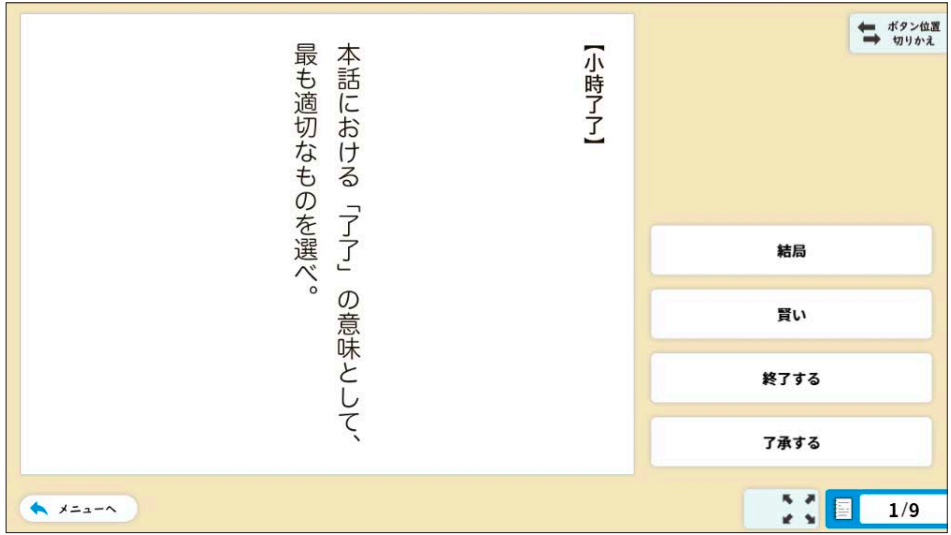 【小時了了】
本話における「了了」の意味として、
最も適切なものを選べ。
ボタン位置
切りかえ
結局
賢い
終了する
了承する
メニューへ
1/9